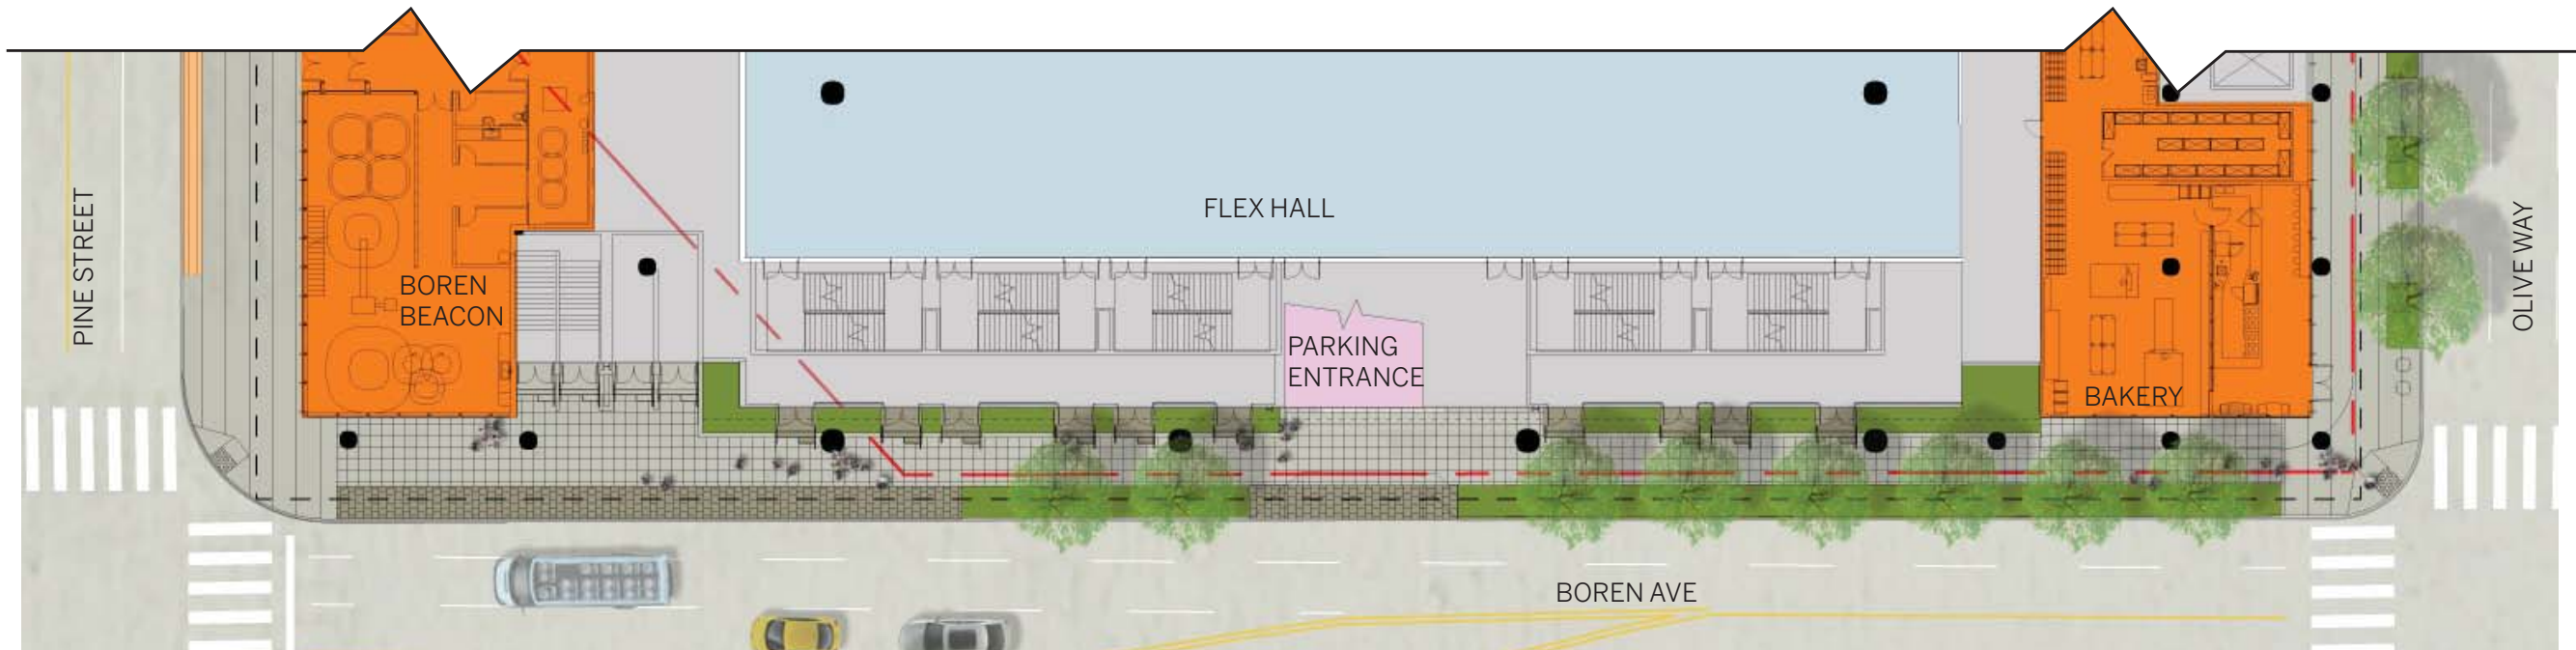 PINE STREET
BOREN
BEACON
FLEX HALL
PARKING
ENTRANCE
BAKERY
OLIVE WAY
BOREN AVE